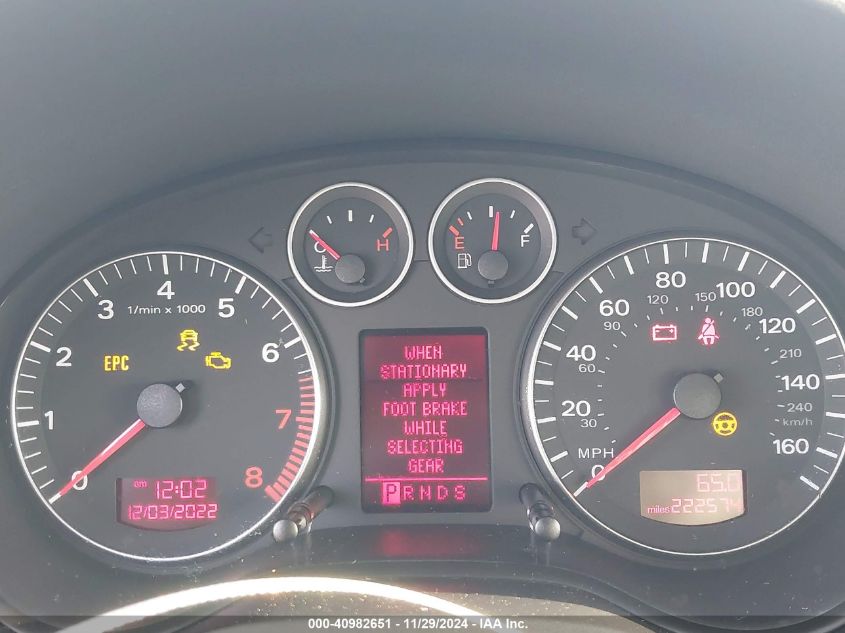 C
H
E
F
0
1
2
3
4
5
6
7
8
1/min x 1000
EPC
am 12:02
12/03/2022
WHEN
STATIONARY
APPLY
FOOT BRAKE
WHILE
SELECTING
GEAR
P R N D S
0
20
40
60
80
100
120
140
160
30
60
90
120
150
180
210
240
km/h
MPH
65.0
miles 222574
000-40982651 - 11/29/2024 - © 2024 - IAA Inc.